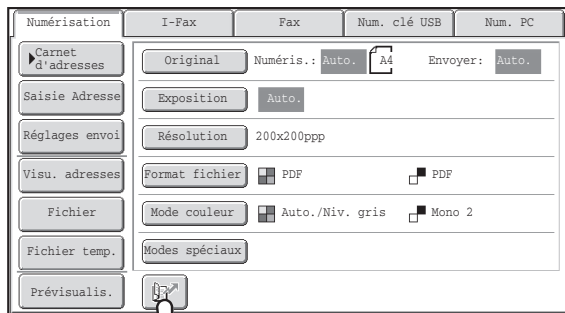 Numérisation I-Fax Fax Num. clé USB Num. PC
Carnet d'adresses
Original Numéris.: Auto. A4 Envoyer: Auto.
Saisie Adresse
Exposition Auto.
Réglages envoi
Résolution 200x200ppp
Visu. adresses
Format fichier PDF PDF
Fichier
Mode couleur Auto./Niv. gris Mono 2
Fichier temp.
Modes spéciaux
Prévisualis.